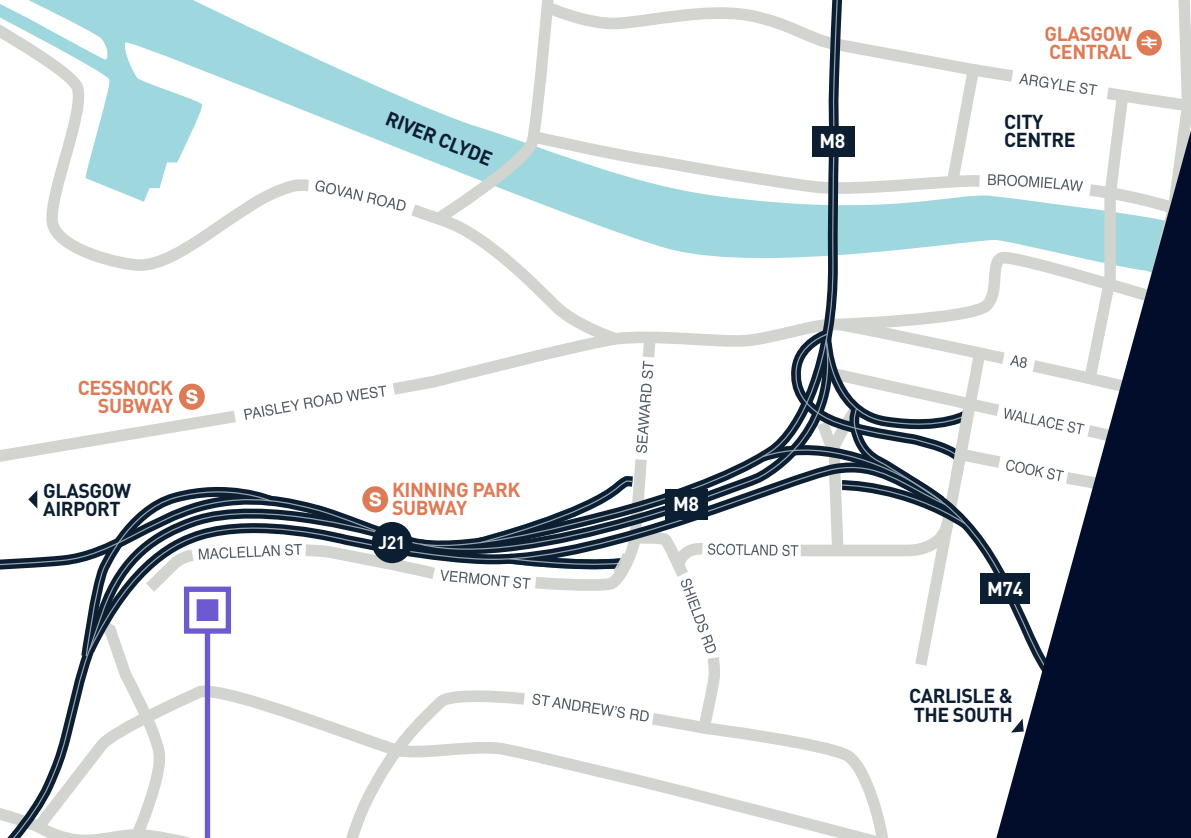 GLASGOW
CENTRAL
ARGYLE ST
CITY
CENTRE
RIVER CLYDE
M8
BROOMIELAW
GOVAN ROAD
A8
CESSNOCK
SUBWAY
S
PAISLEY ROAD WEST
SEAWARD ST
WALLACE ST
COOK ST
GLASGOW
AIRPORT
S
KINNING PARK
SUBWAY
M8
J21
MACLELLAN ST
VERMONT ST
SCOTLAND ST
SHIELDS RD
M74
ST ANDREW'S RD
CARLISLE &
THE SOUTH